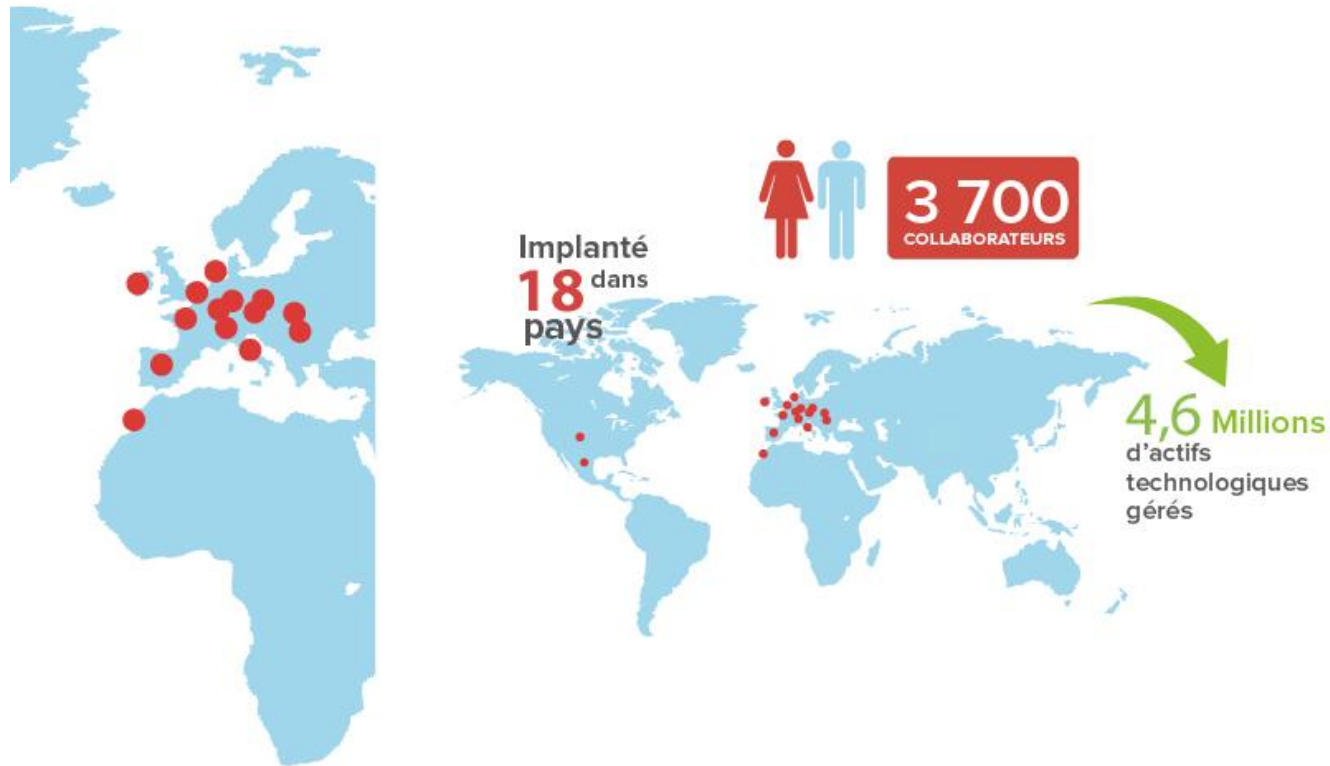 3 700
COLLABORATEURS
Implanté
18 dans
pays
4,6 Millions
d'actifs
technologiques
gérés